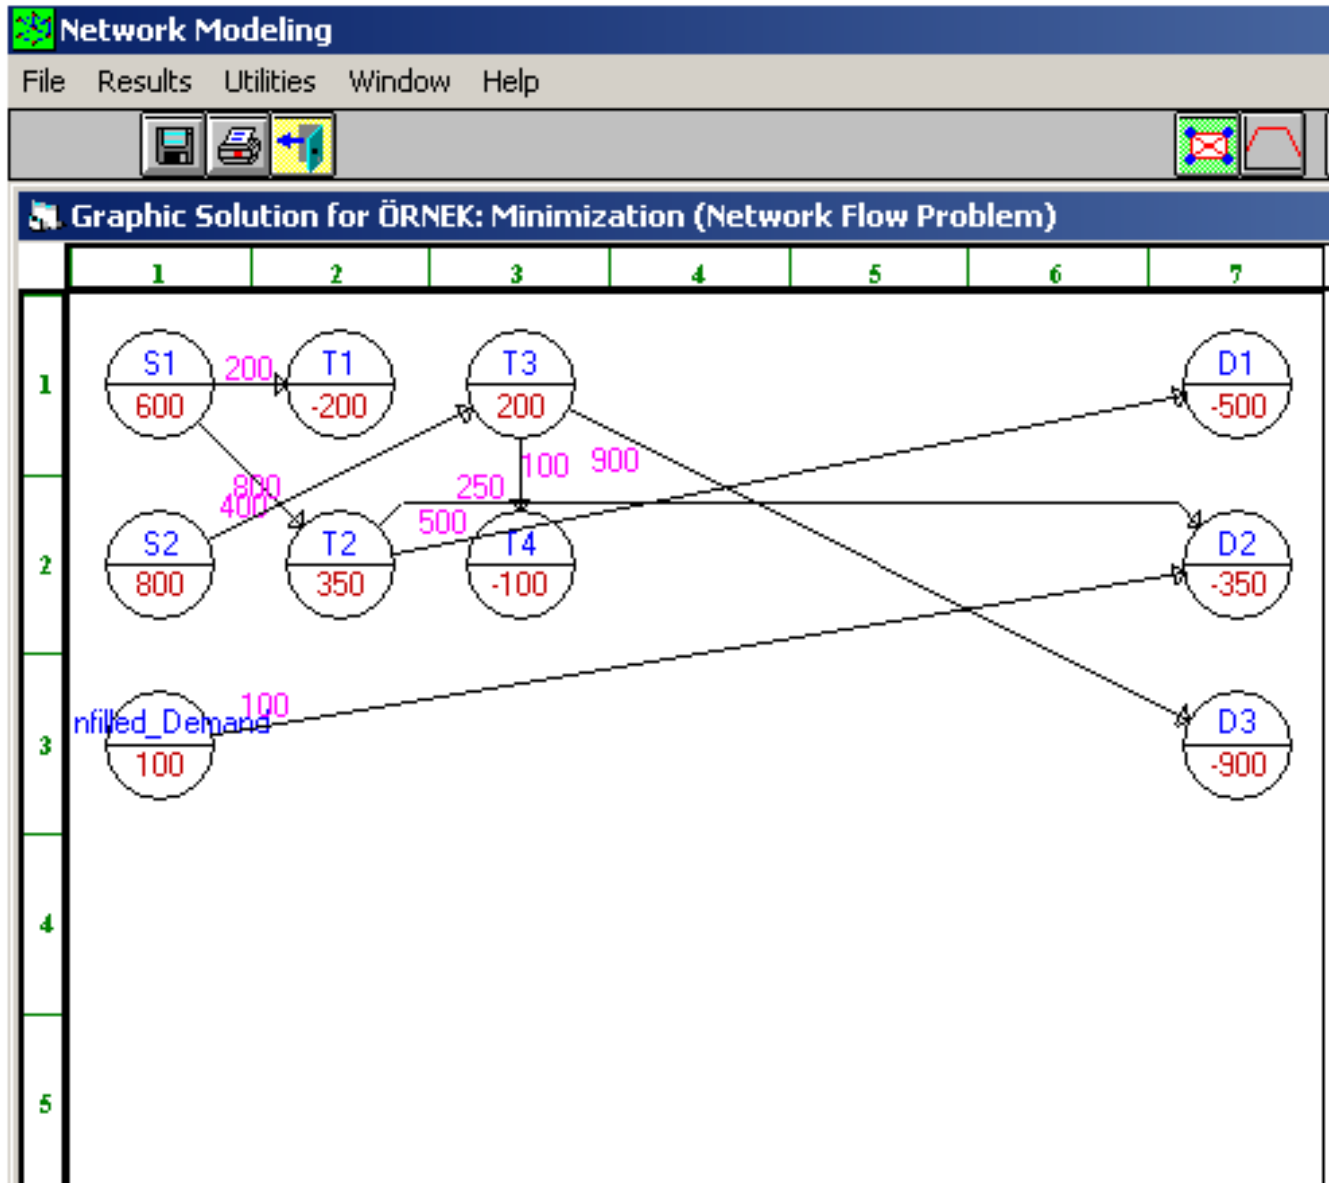 Network Modeling
File Results Utilities Window Help
Graphic Solution for ÖRNEK: Minimization (Network Flow Problem)
1 2 3 4 5 6 7
1
S1
600
200
T1
-200
T3
200
D1
-500
100
900
800
400
250
500
2
S2
800
T2
350
T4
-100
D2
-350
3
nfilled_Demand
100
100
D3
-900
4
5